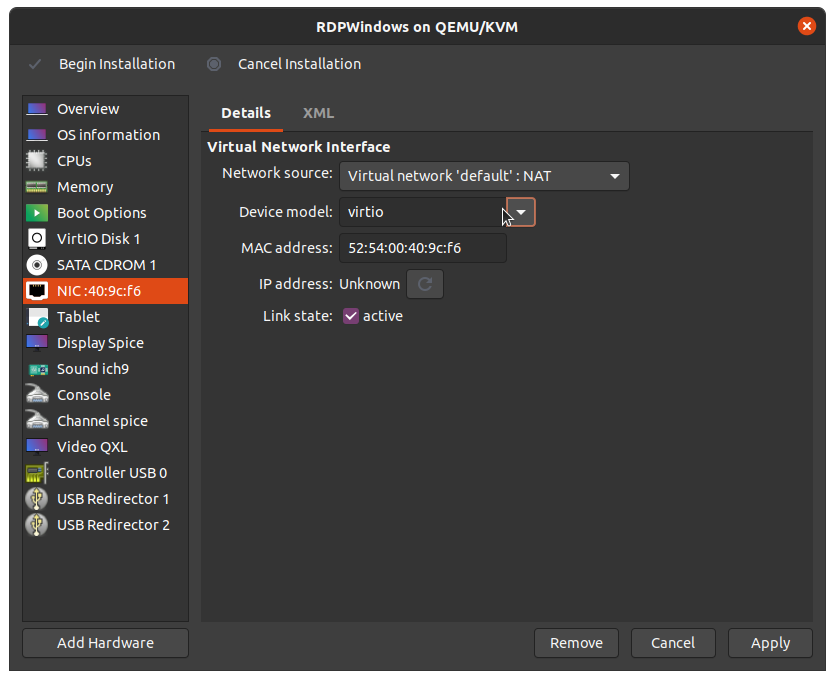 RDPWindows on QEMU/KVM
Begin Installation
Cancel Installation
Overview
OS information
CPUs
Memory
Boot Options
VirtIO Disk 1
SATA CDROM 1
NIC :40:9c:f6
Tablet
Display Spice
Sound ich9
Console
Channel spice
Video QXL
Controller USB 0
USB Redirector 1
USB Redirector 2
Add Hardware
Details
XML
Virtual Network Interface
Network source: Virtual network 'default' : NAT
Device model: virtio
MAC address: 52:54:00:40:9c:f6
IP address: Unknown
Link state: active
Remove
Cancel
Apply